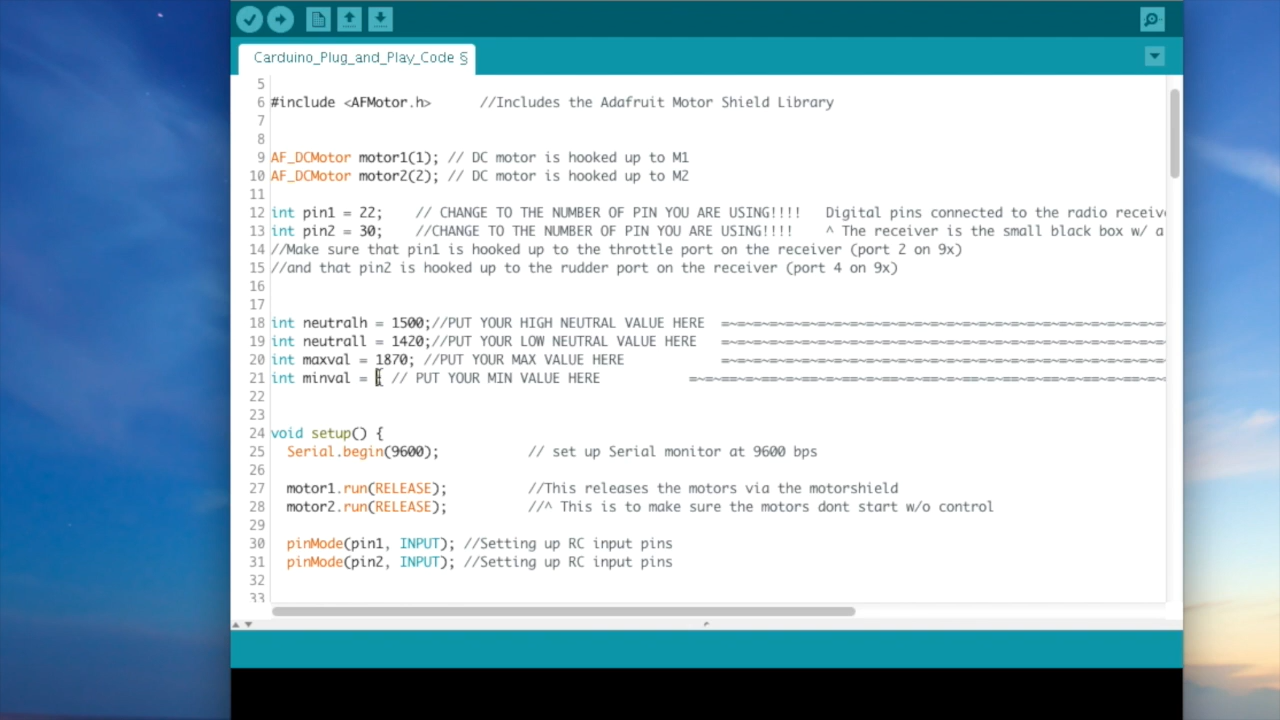 Carduino_Plug_and_Play_Code §
5
6 #include <AFMotor.h> //Includes the Adafruit Motor Shield Library
7
8
9 AF_DCMotor motor1(1); // DC motor is hooked up to M1
10 AF_DCMotor motor2(2); // DC motor is hooked up to M2
11
12 int pin1 = 22; // CHANGE TO THE NUMBER OF PIN YOU ARE USING!!!! Digital pins connected to the radio receiv
13 int pin2 = 30; //CHANGE TO THE NUMBER OF PIN YOU ARE USING!!!! ^ The receiver is the small black box w/ a
14 //Make sure that pin1 is hooked up to the throttle port on the receiver (port 2 on 9x)
15 //and that pin2 is hooked up to the rudder port on the receiver (port 4 on 9x)
16
17
18 int neutralh = 1500;//PUT YOUR HIGH NEUTRAL VALUE HERE =~=~=~=~=~=~=~=~==~=~=~=~=~=~=~=~==~=~=~=~=~=~=
19 int neutrall = 1420;//PUT YOUR LOW NEUTRAL VALUE HERE =~=~=~=~=~=~=~=~==~=~=~=~=~=~=~=~==~=~=~=~=~=~=
20 int maxval = 1870; //PUT YOUR MAX VALUE HERE =~=~=~=~=~=~=~=~==~=~=~=~=~=~=~=~==~=~=~=~=~=~=
21 int minval = ; // PUT YOUR MIN VALUE HERE =~=~=~=~=~=~=~=~==~=~=~=~=~=~=~=~==~=~=~=~=~=~==~=~=
22
23
24 void setup() {
25 Serial.begin(9600); // set up Serial monitor at 9600 bps
26
27 motor1.run(RELEASE); //This releases the motors via the motorshield
28 motor2.run(RELEASE); //^ This is to make sure the motors dont start w/o control
29
30 pinMode(pin1, INPUT); //Setting up RC input pins
31 pinMode(pin2, INPUT); //Setting up RC input pins
32
33